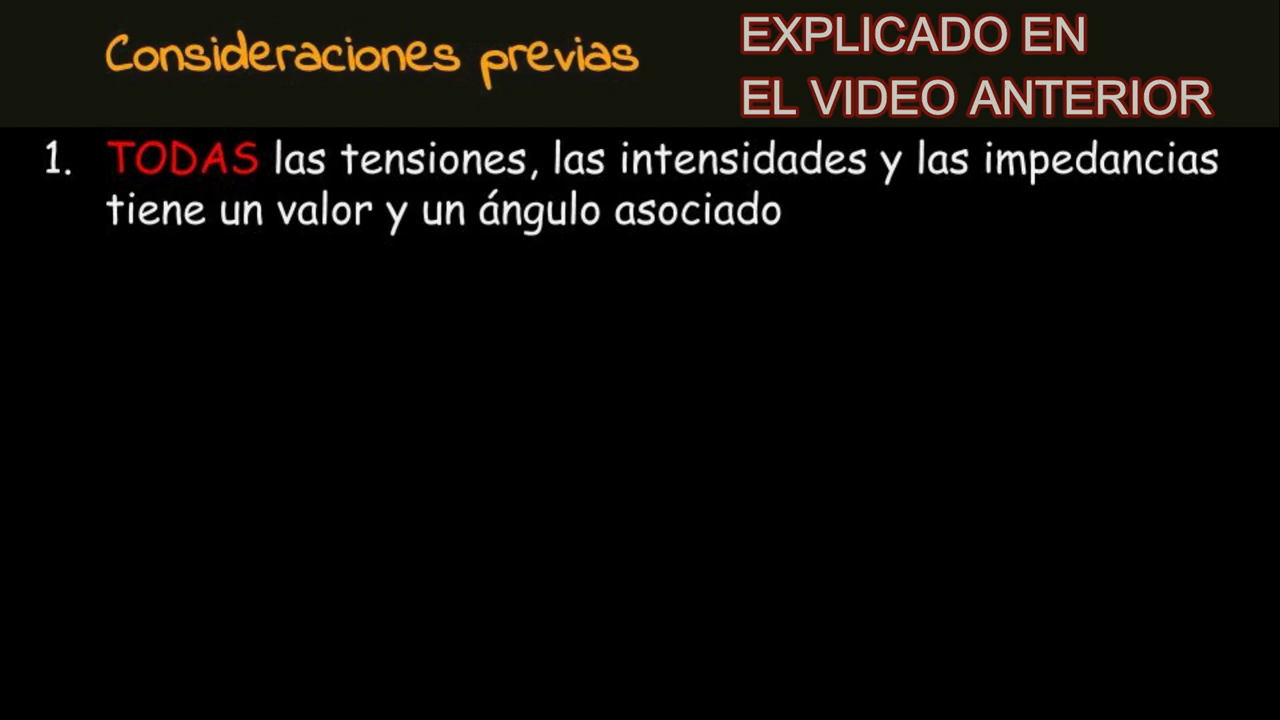 Consideraciones previas
EXPLICADO EN
EL VIDEO ANTERIOR
1. TODAS las tensiones, las intensidades y las impedancias
tiene un valor y un ángulo asociado